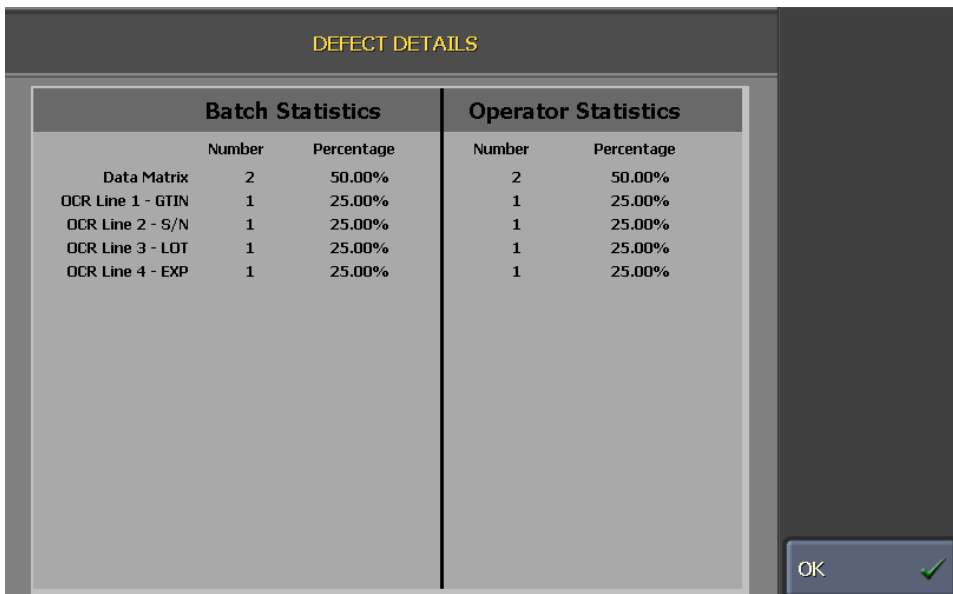 DEFECT DETAILS
Batch Statistics Operator Statistics
Number Percentage Number Percentage
Data Matrix 2 50.00% 2 50.00%
OCR Line 1 - GTIN 1 25.00% 1 25.00%
OCR Line 2 - S/N 1 25.00% 1 25.00%
OCR Line 3 - LOT 1 25.00% 1 25.00%
OCR Line 4 - EXP 1 25.00% 1 25.00%
OK